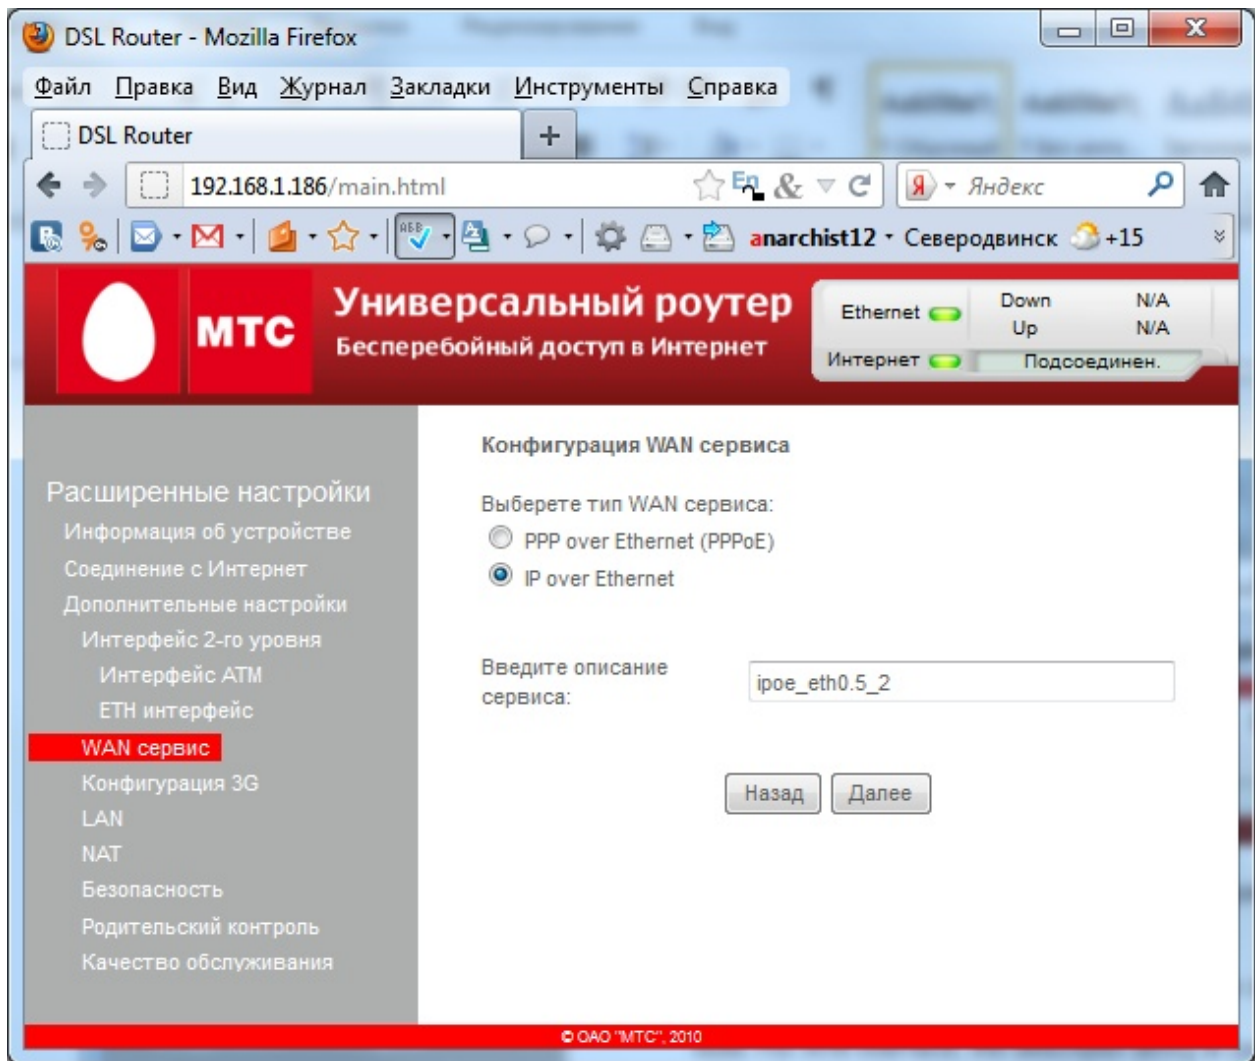 DSL Router - Mozilla Firefox
Файл Правка Вид Журнал Закладки Инструменты Справка
DSL Router
192.168.1.186/main.html
Яндекс
anarchist12 Северодвинск +15
МТС
Универсальный роутер
Бесперебойный доступ в Интернет
Ethernet Down N/A
Up N/A
Интернет Подсоединен.
Расширенные настройки
Информация об устройстве
Соединение с Интернет
Дополнительные настройки
Интерфейс 2-го уровня
Интерфейс ATM
ETH интерфейс
WAN сервис
Конфигурация 3G
LAN
NAT
Безопасность
Родительский контроль
Качество обслуживания
Конфигурация WAN сервиса
Выберете тип WAN сервиса:
PPP over Ethernet (PPPoE)
IP over Ethernet
Введите описание
сервиса:
ipoe_eth0.5_2
Назад Далее
© ОАО "МТС", 2010